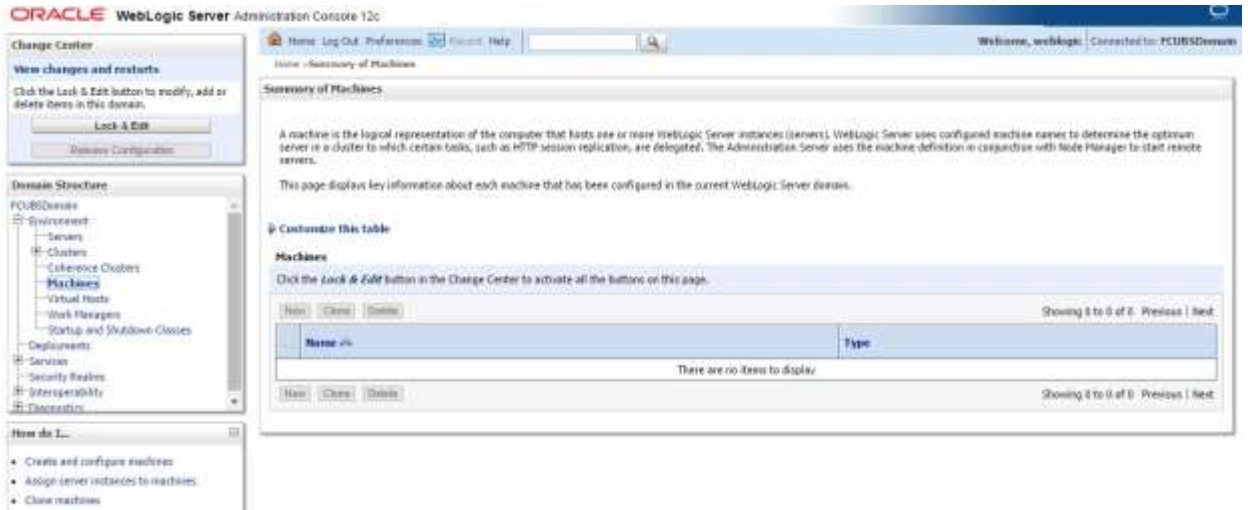 ORACLE WebLogic Server Administration Console 12c
Change Center
View changes and restarts
Click the Lock & Edit button to modify, add or
delete items in this domain.
Lock & Edit
Release Configuration
Domain Structure
FCUBSDomain
Environment
Servers
Clusters
Coherence Clusters
Machines
Virtual Hosts
Work Managers
Startup and Shutdown Classes
Deployments
Services
Security Realms
Interoperability
Diagnostics
How do I...
Create and configure machines
Assign server instances to machines
Clone machines
Home Log Out Preferences Record Help
Welcome, weblogic Connected to: FCUBSDomain
Home >Summary of Machines
Summary of Machines
A machine is the logical representation of the computer that hosts one or more WebLogic Server instances (servers). WebLogic Server uses configured machine names to determine the optimum
server in a cluster to which certain tasks, such as HTTP session replication, are delegated. The Administration Server uses the machine definition in conjunction with Node Manager to start remote
servers.
This page displays key information about each machine that has been configured in the current WebLogic Server domain.
Customize this table
Machines
Click the Lock & Edit button in the Change Center to activate all the buttons on this page.
New Clone Delete Showing 0 to 0 of 0 Previous | Next
Name Type
There are no items to display
New Clone Delete Showing 0 to 0 of 0 Previous | Next